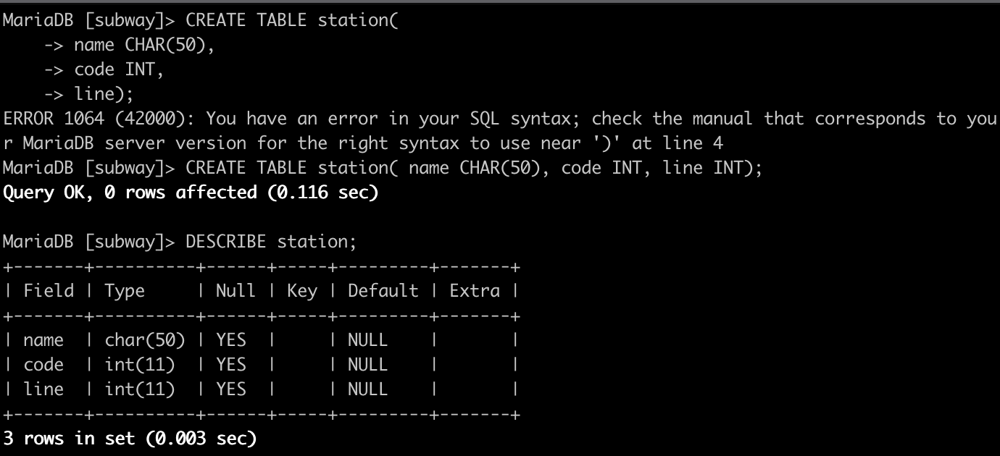 MariaDB [subway]> CREATE TABLE station(
    -> name CHAR(50),
    -> code INT,
    -> line);
ERROR 1064 (42000): You have an error in your SQL syntax; check the manual that corresponds to you
r MariaDB server version for the right syntax to use near ')' at line 4
MariaDB [subway]> CREATE TABLE station( name CHAR(50), code INT, line INT);
Query OK, 0 rows affected (0.116 sec)

MariaDB [subway]> DESCRIBE station;
+-------+----------+------+-----+---------+-------+
| Field | Type     | Null | Key | Default | Extra |
+-------+----------+------+-----+---------+-------+
| name  | char(50) | YES  |     | NULL    |       |
| code  | int(11)  | YES  |     | NULL    |       |
| line  | int(11)  | YES  |     | NULL    |       |
+-------+----------+------+-----+---------+-------+
3 rows in set (0.003 sec)